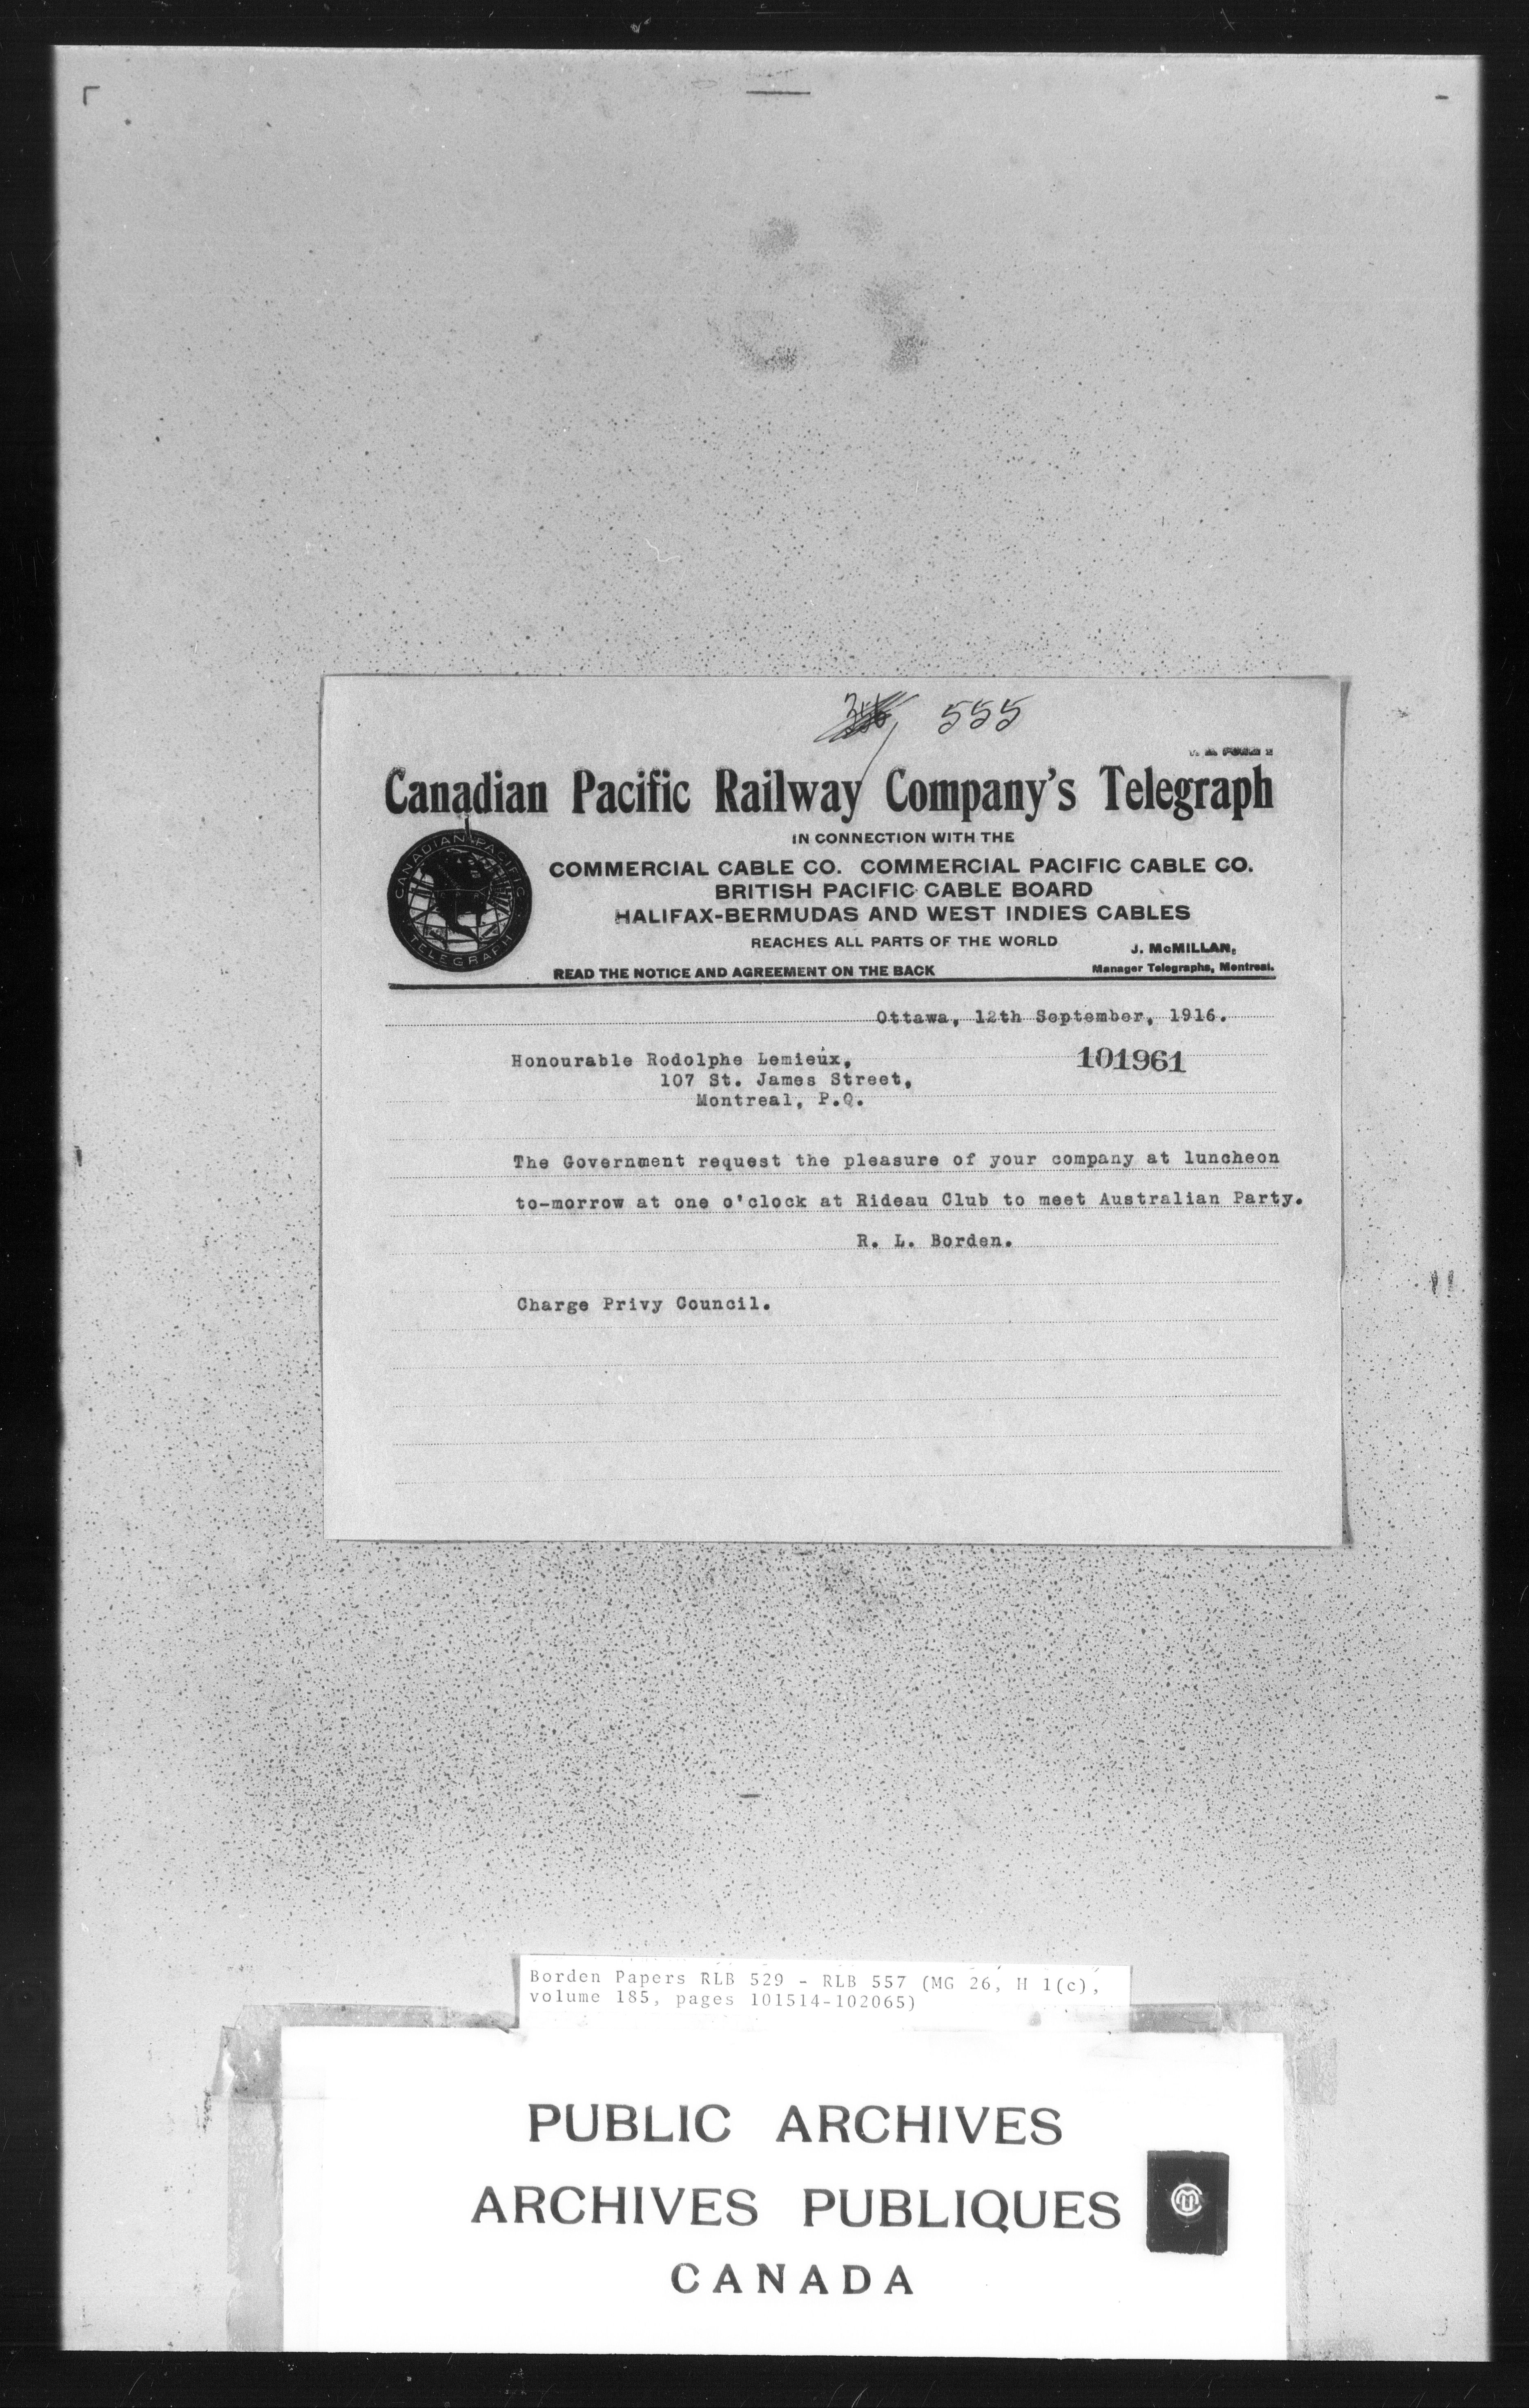 555
Canadian Pacific Railway Company's Telegraph
IN CONNECTION WITH THE
CANADIAN PACIFIC
TELEGRAPH
COMMERCIAL CABLE CO. COMMERCIAL PACIFIC CABLE CO.
BRITISH PACIFIC CABLE BOARD
HALIFAX-BERMUDAS AND WEST INDIES CABLES
REACHES ALL PARTS OF THE WORLD
J. McMILLAN,
READ THE NOTICE AND AGREEMENT ON THE BACK
Manager Telegraphs, Montreal.
Ottawa, 12th September, 1916.
Honourable Rodolphe Lemieux,
101961
107 St. James Street,
Montreal, P.Q.
The Government request the pleasure of your company at luncheon
to-morrow at one o'clock at Rideau Club to meet Australian Party.
R. L. Borden.
Charge Privy Council.
Borden Papers RLB 529 - RLB 557 (MG 26, H 1(c),
volume 185, pages 101514-102065)
PUBLIC ARCHIVES
ARCHIVES PUBLIQUES
CANADA